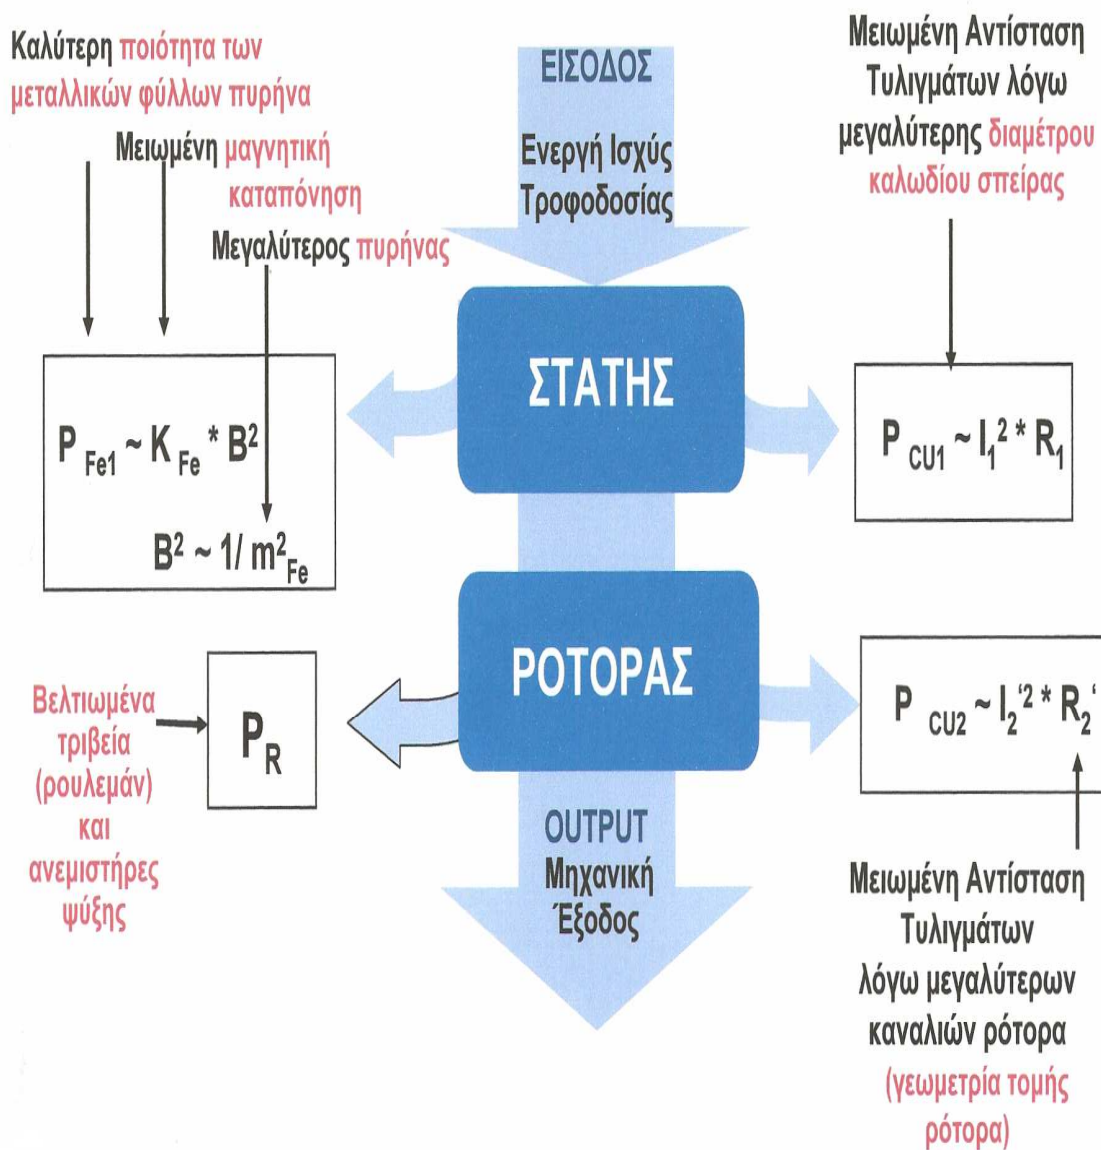 Καλύτερη ποιότητα των
μεταλλικών φύλλων πυρήνα
Μειωμένη μαγνητική
καταπόνηση
Μεγαλύτερος πυρήνας
ΕΙΣΟΔΟΣ
Ενεργή Ισχύς
Τροφοδοσίας
Μειωμένη Αντίσταση
Τυλιγμάτων λόγω
μεγαλύτερης διαμέτρου
καλωδίου σπείρας
ΣΤΑΤΗΣ
P Fe1 ~ K Fe * B²
B² ~ 1/ m²Fe
P CU1 ~ I₁² * R₁
ΡΟΤΟΡΑΣ
Βελτιωμένα
τριβεία
(ρουλεμάν)
και
ανεμιστήρες
ψύξης
P R
P CU2 ~ I₂‘² * R₂‘
OUTPUT
Μηχανική
Έξοδος
Μειωμένη Αντίσταση
Τυλιγμάτων
λόγω μεγαλύτερων
καναλιών ρότορα
(γεωμετρία τομής
ρότορα)